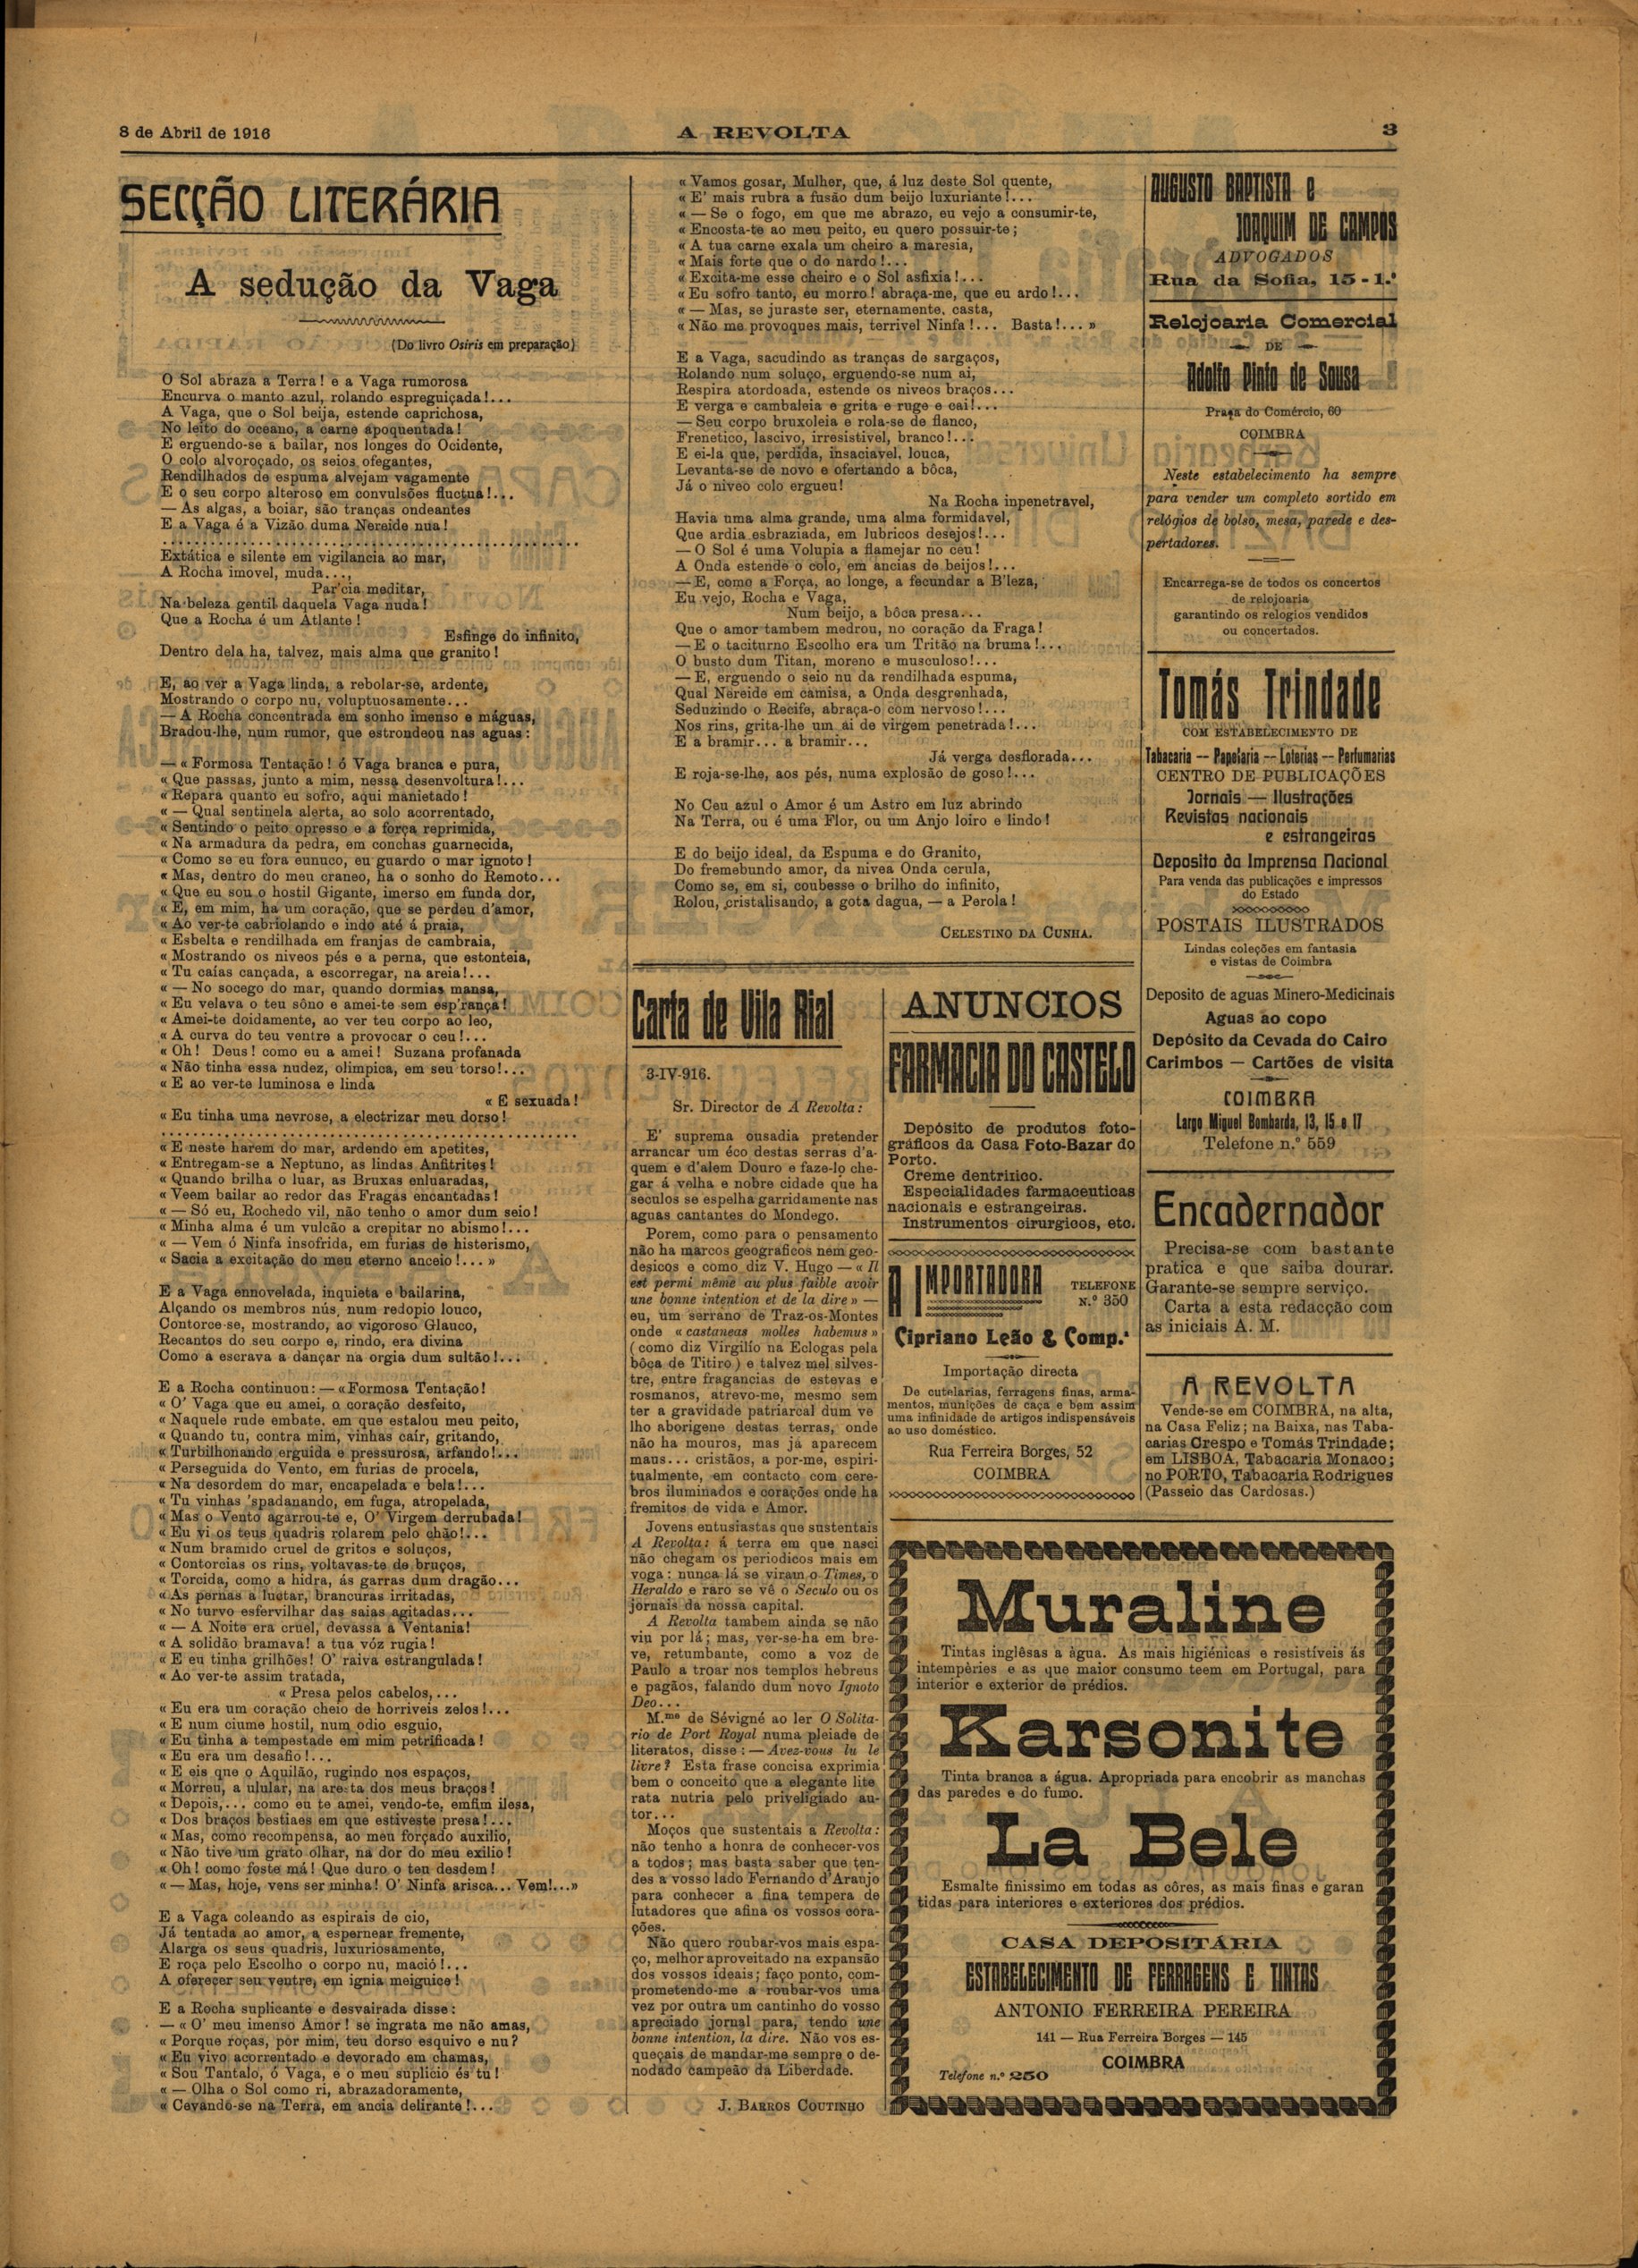 8 de Abril de 1916
A REVOLTA
3
SECÇÃO LITERÁRIA
A sedução da Vaga
(Do livro Osiris em preparação)
O Sol abraza a Terra! e a Vaga rumorosa
Encurva o manto azul, rolando espreguiçada!...
A Vaga, que o Sol beija, estende caprichosa,
No leito do oceano, a carne apoquentada!
E erguendo-se a bailar, nos longes do Ocidente,
O colo alvoroçado, os seios ofegantes,
Rendilhados de espuma alvejam vagamente
E o seu corpo alteroso em convulsões fluctua!...
— As algas, a boiar, são tranças ondeantes
E a Vaga é a Vizão duma Nereide nua!
Extática e silente em vigilancia ao mar,
A Rocha imovel, muda...,
Par'cia meditar,
Na beleza gentil daquela Vaga nuda!
Que a Rocha é um Atlante!
Esfinge do infinito,
Dentro dela ha, talvez, mais alma que granito!
E, ao ver a Vaga linda, a rebolar-se, ardente,
Mostrando o corpo nu, voluptuosamente...
— A Rocha concentrada em sonho imenso e máguas,
Bradou-lhe, num rumor, que estrondeou nas aguas:
— « Formosa Tentação! ó Vaga branca e pura,
« Que passas, junto a mim, nessa desenvoltura!...
« Repara quanto eu sofro, aqui manietado!
« — Qual sentinela alerta, ao solo acorrentado,
« Sentindo o peito opresso e a força reprimida,
« Na armadura da pedra, em conchas guarnecida,
« Como se eu fora eunuco, eu guardo o mar ignoto!
« Mas, dentro do meu craneo, ha o sonho do Remoto...
« Que eu sou o hostil Gigante, imerso em funda dor,
« E, em mim, ha um coração, que se perdeu d'amor,
« Ao ver-te cabriolando e indo até á praia,
« Esbelta e rendilhada em franjas de cambraia,
« Mostrando os niveos pés e a perna, que estonteia,
« Tu caías cançada, a escorregar, na areia!...
« — No socego do mar, quando dormias mansa,
« Eu velava o teu sôno e amei-te sem esp'rança!
« Amei-te doidamente, ao ver teu corpo ao leo,
« A curva do teu ventre a provocar o ceu!...
« Oh! Deus! como eu a amei! Suzana profanada
« Não tinha essa nudez, olimpica, em seu torso!...
« E ao ver-te luminosa e linda
« E sexuada!
« Eu tinha uma nevrose, a electrizar meu dorso!
« E neste harem do mar, ardendo em apetites,
« Entregam-se a Neptuno, as lindas Anfitrites!
« Quando brilha o luar, as Bruxas enluaradas,
« Veem bailar ao redor das Fragas encantadas!
« — Só eu, Rochedo vil, não tenho o amor dum seio!
« Minha alma é um vulcão a crepitar no abismo!...
« — Vem ó Ninfa insofrida, em furias de histerismo,
« Sacia a excitação do meu eterno anceio!... »
E a Vaga ennovelada, inquieta e bailarina,
Alçando os membros nús, num redopio louco,
Contorce-se, mostrando, ao vigoroso Glauco,
Recantos do seu corpo e, rindo, era divina
Como a escrava a dançar na orgia dum sultão!...
E a Rocha continuou: — « Formosa Tentação!
« O' Vaga que eu amei, o coração desfeito,
« Naquele rude embate, em que estalou meu peito,
« Quando tu, contra mim, vinhas caír, gritando,
« Turbilhonando erguida e pressurosa, arfando!...
« Perseguida do Vento, em furias de procela,
« Na desordem do mar, encapelada e bela!...
« Tu vinhas 'spadanando, em fuga, atropelada,
« Mas o Vento agarrou-te e, O' Virgem derrubada!
« Eu vi os teus quadris rolarem pelo chão!...
« Num bramido cruel de gritos e soluços,
« Contorcias os rins, voltavas-te de bruços,
« Torcida, como a hidra, ás garras dum dragão...
« As pernas a luctar, brancuras irritadas,
« No turvo esfervilhar das saias agitadas...
« — A Noite era cruel, devassa a Ventania!
« A solidão bramava! a tua vóz rugia!
« E eu tinha grilhões! O' raiva estrangulada!
« Ao ver-te assim tratada,
« Presa pelos cabelos,...
« Eu era um coração cheio de horriveis zelos!...
« E num ciume hostil, num odio esguio,
« Eu tinha a tempestade em mim petrificada!
« Eu era um desafio!...
« E eis que o Aquilão, rugindo nos espaços,
« Morreu, a ulular, na aresta dos meus braços!
« Depois,... como eu te amei, vendo-te, emfim ilesa,
« Dos braços bestiaes em que estiveste presa!...
« Mas, como recompensa, ao meu forçado auxilio,
« Não tive um grato olhar, na dor do meu exilio!
« Oh! como foste má! Que duro o teu desdem!
« — Mas, hoje, vens ser minha! O' Ninfa arisca... Vem!...»
E a Vaga coleando as espirais de cio,
Já tentada ao amor, a espernear fremente,
Alarga os seus quadris, luxuriosamente,
E roça pelo Escolho o corpo nu, macio!...
A oferecer seu ventre, em ignia meiguice!
E a Rocha suplicante e desvairada disse:
— « O' meu imenso Amor! se ingrata me não amas,
« Porque roças, por mim, teu dorso esquivo e nu?
« Eu vivo acorrentado e devorado em chamas,
« Sou Tantalo, ó Vaga, e o meu suplicio és tu!
« — Olha o Sol como ri, abrazadoramente,
« Cavando-se na Terra, em ancia delirante!...
« Vamos gosar, Mulher, que, á luz deste Sol quente,
« E' mais rubra a fusão dum beijo luxuriante!...
« — Se o fogo, em que me abrazo, eu vejo a consumir-te,
« Encosta-te ao meu peito, eu quero possuir-te;
« A tua carne exala um cheiro a maresia,
« Mais forte que o do nardo!...
« Excita-me esse cheiro e o Sol asfixia!...
« Eu sofro tanto, eu morro! abraça-me, que eu ardo!...
« — Mas, se juraste ser, eternamente, casta,
« Não me provoques mais, terrivel Ninfa!... Basta!... »
E a Vaga, sacudindo as tranças de sargaços,
Rolando num soluço, erguendo-se num ai,
Respira atordoada, estende os niveos braços...
E verga e cambaleia e grita e ruge e cai!...
— Seu corpo bruxoleia e rola-se de flanco,
Frenetico, lascivo, irresistivel, branco!...
E ei-la que, perdida, insaciavel, louca,
Levanta-se de novo e ofertando a bôca,
Já o niveo colo ergueu!
Na Rocha inpenetravel,
Havia uma alma grande, uma alma formidavel,
Que ardia esbraziada, em lubricos desejos!...
— O Sol é uma Volupia a flamejar no ceu!
A Onda estende o colo, em ancias de beijos!...
— E, como a Força, ao longe, a fecundar a B'leza,
Eu vejo, Rocha e Vaga,
Num beijo, a bôca presa...
Que o amor tambem medrou, no coração da Fraga!
— E o taciturno Escolho era um Tritão na bruma!...
O busto dum Titan, moreno e musculoso!...
— E, erguendo o seio nu da rendilhada espuma,
Qual Nereide em camisa, a Onda desgrenhada,
Seduzindo o Recife, abraça-o com nervoso!...
Nos rins, grita-lhe um ai de virgem penetrada!...
E a bramir... a bramir...
Já verga desflorada...
E roja-se-lhe, aos pés, numa explosão de goso!...
No Ceu azul o Amor é um Astro em luz abrindo
Na Terra, ou é uma Flor, ou um Anjo loiro e lindo!
E do beijo ideal, da Espuma e do Granito,
Do fremebundo amor, da nivea Onda cerula,
Como se, em si, coubesse o brilho do infinito,
Rolou, cristalisando, a gota dagua, — a Perola!
CELESTINO DA CUNHA.
Carta de Vila Rial
3-IV-916.
Sr. Director de A Revolta:
E' suprema ousadia pretender
arrancar um éco destas serras d'a-
quem e d'alem Douro e faze-lo che-
gar á velha e nobre cidade que ha
seculos se espelha garridamente nas
aguas cantantes do Mondego.
Porem, como para o pensamento
não ha marcos geograficos nem geo-
desicos e como diz V. Hugo — « Il
est permi même au plus faible avoir
une bonne intention et de la dire » —
eu, um serrano de Traz-os-Montes
onde « castaneas molles habemus »
(como diz Virgilío na Eclogas pela
bôca de Titiro) e talvez mel silves-
tre, entre fragancias de estevas e
rosmanos, atrevo-me, mesmo sem
ter a gravidade patriarcal dum ve
lho aborigene destas terras, onde
não ha mouros, mas já aparecem
maus... cristãos, a por-me, espiri-
tualmente, em contacto com cere-
bros iluminados e corações onde ha
fremitos de vida e Amor.
Jovens entusiastas que sustentais
A Revolta: á terra em que nasci
não chegam os periodicos mais em
voga: nunca lá se viram o Times, o
Heraldo e raro se vê o Seculo ou os
jornais da nossa capital.
A Revolta tambem ainda se não
viu por lá; mas, ver-se-ha em bre-
ve, retumbante, como a voz de
Paulo a troar nos templos hebreus
e pagãos, falando dum novo Ignoto
Deo...
M.me de Sévigné ao ler O Solita-
rio de Port Royal numa pleiade de
literatos, disse: — Avez-vous lu le
livre? Esta frase concisa exprimia
bem o conceito que a elegante lite
rata nutria pelo priveligiado au-
tor...
Moços que sustentais a Revolta:
não tenho a honra de conhecer-vos
a todos; mas basta saber que ten-
des a vosso lado Fernando d'Araujo
para conhecer a fina tempera de
lutadores que afina os vossos cora-
ções.
Não quero roubar-vos mais espa-
ço, melhor aproveitado na expansão
dos vossos ideais; faço ponto, com-
prometendo-me a roubar-vos uma
vez por outra um cantinho do vosso
apreciado jornal para, tendo une
bonne intention, la dire. Não vos es-
queçais de mandar-me sempre o de-
nodado campeão da Liberdade.
J. BARROS COUTINHO
ANUNCIOS
FARMACIA DO CASTELO
Depósito de produtos foto-
gráficos da Casa Foto-Bazar do
Porto.
Creme dentrixico.
Especialidades farmaceuticas
nacionais e estrangeiras.
Instrumentos cirurgicos, etc.
A IMPORTADORA
TELEFONE
N.º 350
Cipriano Leão & Comp.ª
Importação directa
De cutelarias, ferragens finas, arma-
mentos, munições de caça e bem assim
uma infinidade de artigos indispensáveis
ao uso doméstico.
Rua Ferreira Borges, 52
COIMBRA
AUGUSTO BAPTISTA e
JOAQUIM DE CAMPOS
ADVOGADOS
Rua da Sofia, 15-1.º
Relojoaria Comercial
DE
Adolfo Pinto de Sousa
Praça do Comércio, 60
COIMBRA
Neste estabelecimento ha sempre
para vender um completo sortido em
relógios de bolso, mesa, parede e des-
pertadores.
Encarrega-se de todos os concertos
de relojoaria
garantindo os relogios vendidos
ou concertados.
Tomás Trindade
COM ESTABELECIMENTO DE
Tabacaria -- Papelaria -- Loterias -- Perfumarias
CENTRO DE PUBLICAÇÕES
Jornais — Ilustrações
Revistas nacionais
e estrangeiras
Deposito da Imprensa Nacional
Para venda das publicações e impressos
do Estado
POSTAIS ILUSTRADOS
Lindas coleções em fantasia
e vistas de Coimbra
Deposito de aguas Minero-Medicinais
Aguas ao copo
Depósito da Cevada do Cairo
Carimbos — Cartões de visita
COIMBRA
Largo Miguel Bombarda, 13, 15 e 17
Telefone n.º 559
Encadernador
Precisa-se com bastante
pratica e que saiba dourar.
Garante-se sempre serviço.
Carta a esta redacção com
as iniciais A. M.
A REVOLTA
Vende-se em COIMBRA, na alta,
na Casa Feliz; na Baixa, nas Taba-
carias Crespo e Tomás Trindade;
em LISBOA, Tabacaria Monaco;
no PORTO, Tabacaria Rodrigues
(Passeio das Cardosas.)
Muraline
Tintas inglêsas a àgua. As mais higiénicas e resistíveis ás
intempéries e as que maior consumo teem em Portugal, para
interior e exterior de prédios.
Karsonite
Tinta branca a água. Apropriada para encobrir as manchas
das paredes e do fumo.
La Bele
Esmalte finissimo em todas as côres, as mais finas e garan
tidas para interiores e exteriores dos prédios.
CASA DEPOSITÁRIA
ESTABELECIMENTO DE FERRAGENS E TINTAS
ANTONIO FERREIRA PEREIRA
141 — Rua Ferreira Borges — 145
COIMBRA
Telefone n.º 250